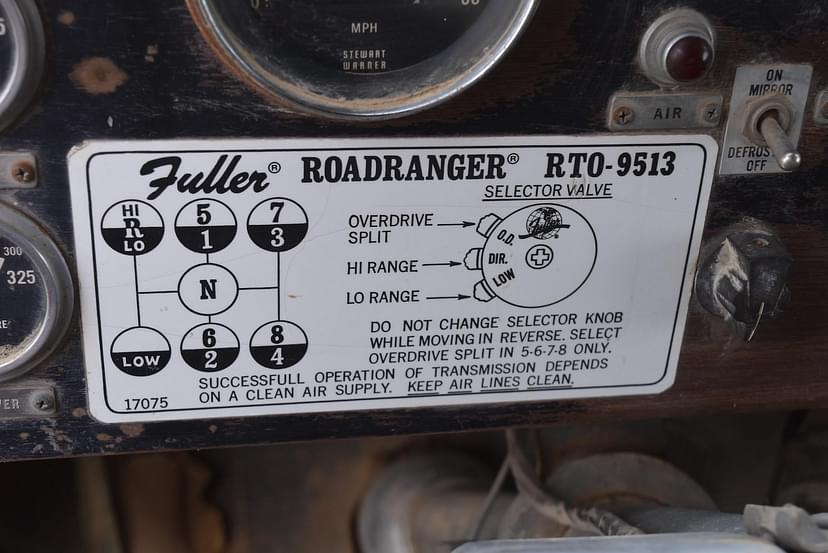 MPH
STEWART
WARNER
ON
MIRROR
DEFROST
OFF
AIR
300
325
Fuller® ROADRANGER® RTO-9513
SELECTOR VALVE
HI
R
LO
5
1
7
3
N
LOW
6
2
8
4
OVERDRIVE
SPLIT
HI RANGE
LO RANGE
O.D.
DIR.
LOW
Fuller
DO NOT CHANGE SELECTOR KNOB
WHILE MOVING IN REVERSE. SELECT
OVERDRIVE SPLIT IN 5-6-7-8 ONLY.
SUCCESSFULL OPERATION OF TRANSMISSION DEPENDS
ON A CLEAN AIR SUPPLY. KEEP AIR LINES CLEAN.
17075